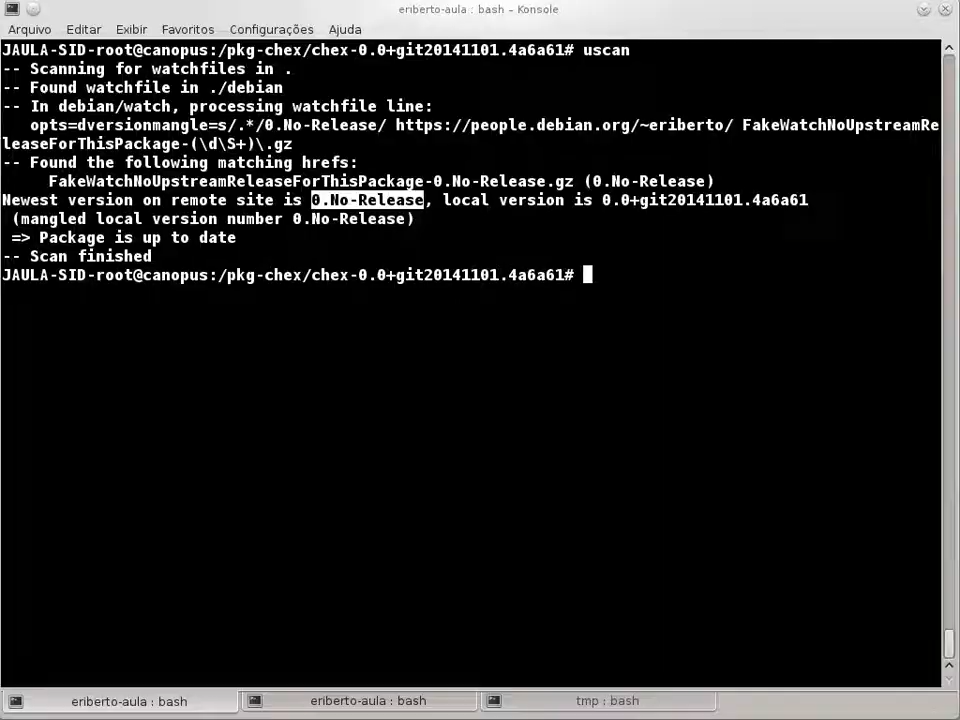 eriberto-aula : bash – Konsole
Arquivo Editar Exibir Favoritos Configurações Ajuda
JAULA-SID-root@canopus:/pkg-chex/chex-0.0+git20141101.4a6a61# uscan
-- Scanning for watchfiles in .
-- Found watchfile in ./debian
-- In debian/watch, processing watchfile line:
opts=dversionmangle=s/.*/0.No-Release/ https://people.debian.org/~eriberto/ FakeWatchNoUpstreamRe
leaseForThisPackage-(\d\S+)\.gz
-- Found the following matching hrefs:
FakeWatchNoUpstreamReleaseForThisPackage-0.No-Release.gz (0.No-Release)
Newest version on remote site is 0.No-Release, local version is 0.0+git20141101.4a6a61
(mangled local version number 0.No-Release)
=> Package is up to date
-- Scan finished
JAULA-SID-root@canopus:/pkg-chex/chex-0.0+git20141101.4a6a61#
eriberto-aula : bash eriberto-aula : bash tmp : bash